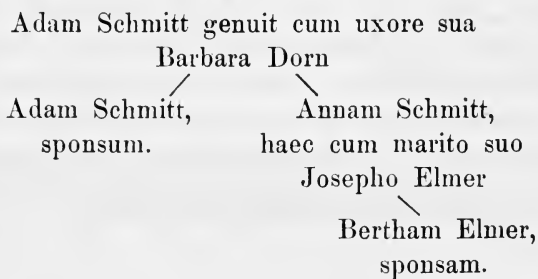 Adam Schmitt genuit cum uxore sua
Barbara Dorn
Adam Schmitt, Annam Schmitt,
sponsum. haec cum marito suo
Josepho Elmer
Bertham Elmer,
sponsam.